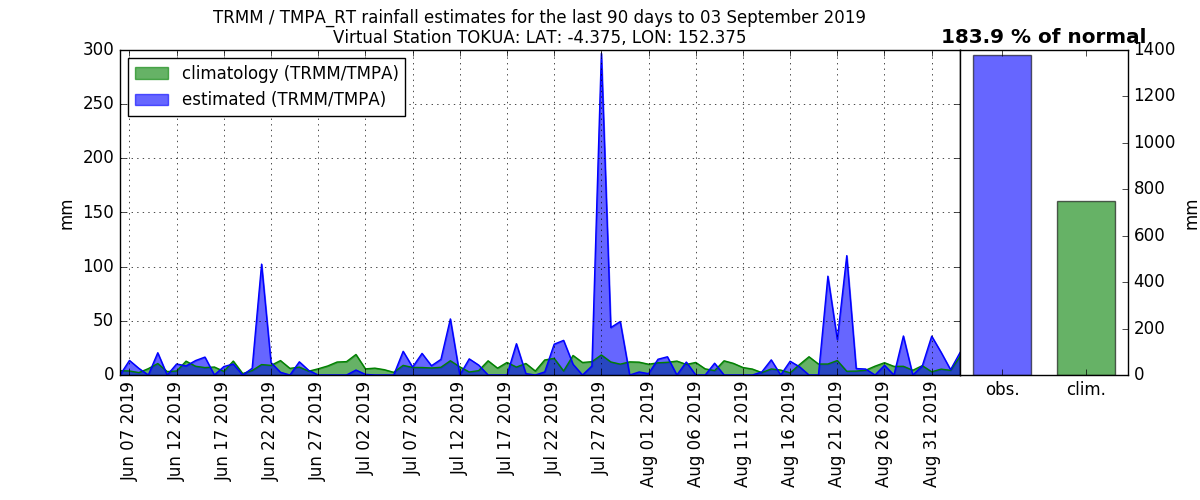 TRMM / TMPA_RT rainfall estimates for the last 90 days to 03 September 2019
Virtual Station TOKUA: LAT: -4.375, LON: 152.375
183.9 % of normal
climatology (TRMM/TMPA)
estimated (TRMM/TMPA)
300
250
200
150
100
50
0
mm
Jun 07 2019
Jun 12 2019
Jun 17 2019
Jun 22 2019
Jun 27 2019
Jul 02 2019
Jul 07 2019
Jul 12 2019
Jul 17 2019
Jul 22 2019
Jul 27 2019
Aug 01 2019
Aug 06 2019
Aug 11 2019
Aug 16 2019
Aug 21 2019
Aug 26 2019
Aug 31 2019
1400
1200
1000
800
600
400
200
0
mm
obs.
clim.